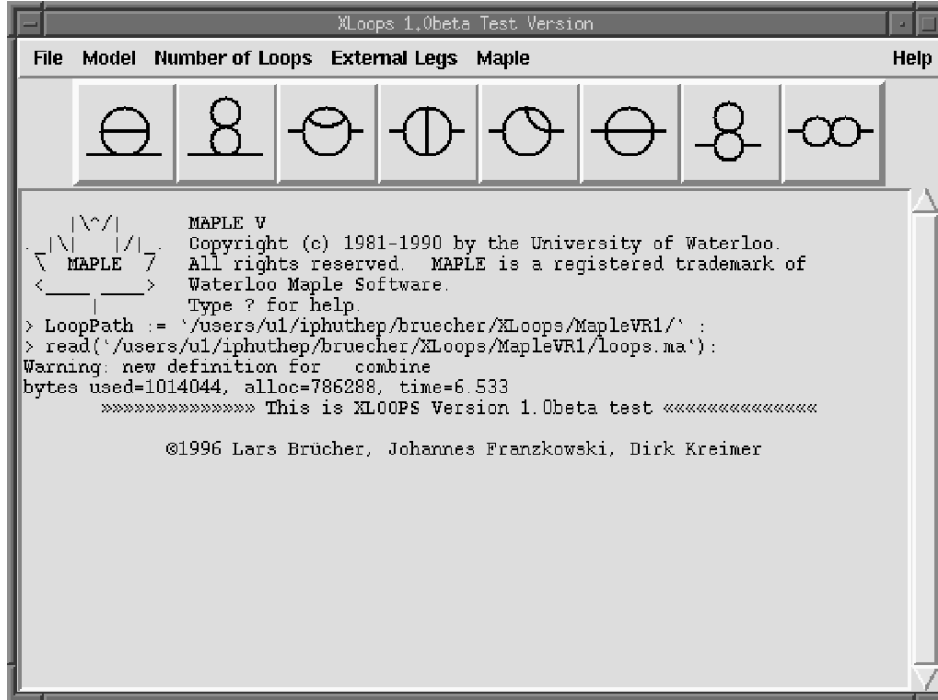 XLoops 1.0beta Test Version
File Model Number of Loops External Legs Maple Help
|\^/| MAPLE V
._|\| |/|_. Copyright (c) 1981-1990 by the University of Waterloo.
\ MAPLE / All rights reserved. MAPLE is a registered trademark of
<____ ____> Waterloo Maple Software.
| Type ? for help.
> LoopPath := `/users/u1/iphuthep/bruecher/XLoops/MapleVR1/` :
> read(`/users/u1/iphuthep/bruecher/XLoops/MapleVR1/loops.ma`):
Warning: new definition for combine
bytes used=1014044, alloc=786288, time=6.533
»»»»»»»»»»»»»» This is XLOOPS Version 1.0beta test ««««««««««««««
©1996 Lars Brücher, Johannes Franzkowski, Dirk Kreimer